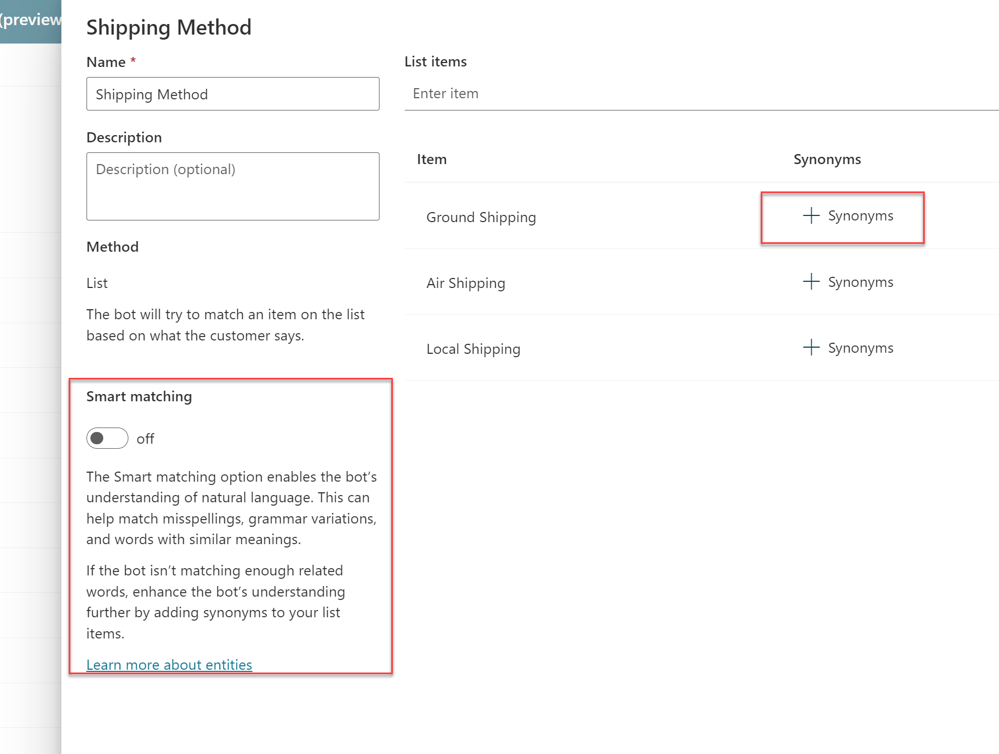 (preview
Shipping Method
Name *
Shipping Method
Description
Description (optional)
Method
List
The bot will try to match an item on the list
based on what the customer says.
Smart matching
off
The Smart matching option enables the bot’s
understanding of natural language. This can
help match misspellings, grammar variations,
and words with similar meanings.
If the bot isn’t matching enough related
words, enhance the bot’s understanding
further by adding synonyms to your list
items.
Learn more about entities
List items
Enter item
Item Synonyms
Ground Shipping + Synonyms
Air Shipping + Synonyms
Local Shipping + Synonyms